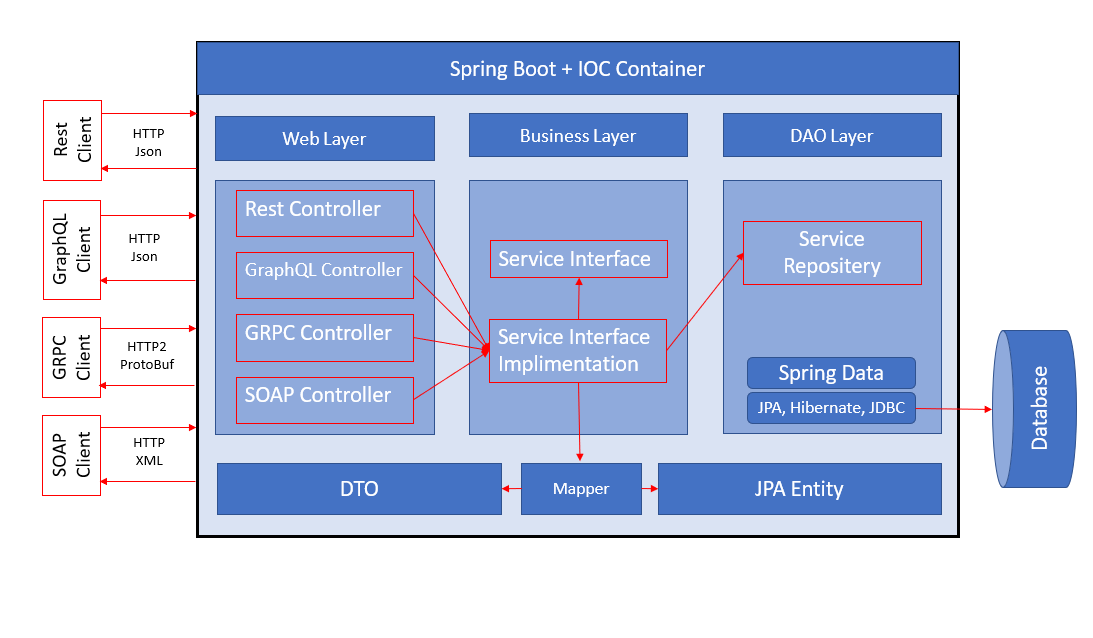 Spring Boot + IOC Container
Rest
Client
HTTP
Json
GraphQL
Client
HTTP
Json
GRPC
Client
HTTP2
ProtoBuf
SOAP
Client
HTTP
XML
Web Layer
Rest Controller
GraphQL Controller
GRPC Controller
SOAP Controller
Business Layer
Service Interface
Service Interface
Implimentation
DAO Layer
Service
Repositery
Spring Data
JPA, Hibernate, JDBC
Database
DTO
Mapper
JPA Entity